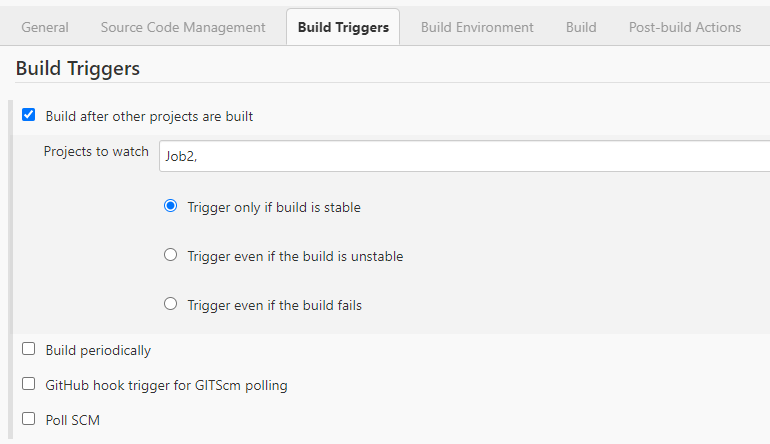 General Source Code Management Build Triggers Build Environment Build Post-build Actions
Build Triggers
Build after other projects are built
Projects to watch Job2,
Trigger only if build is stable
Trigger even if the build is unstable
Trigger even if the build fails
Build periodically
GitHub hook trigger for GITScm polling
Poll SCM